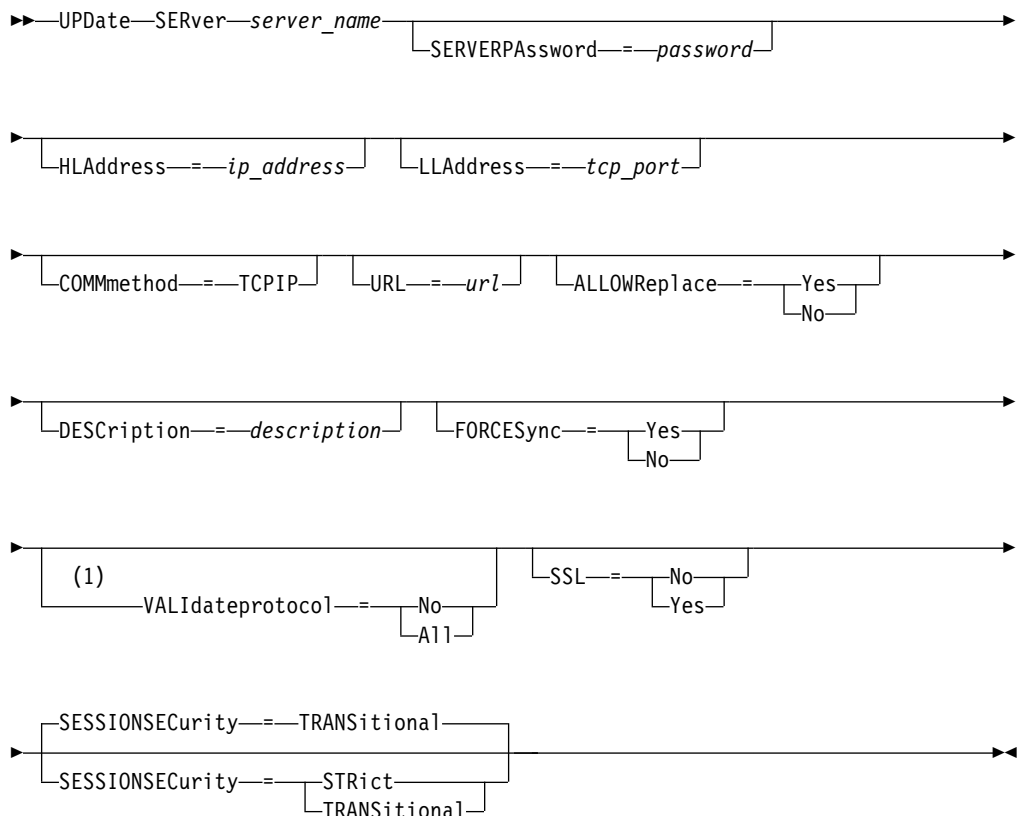 UPDate SERver server_name
SERVERPAssword = password
HLAddress = ip_address LLAddress = tcp_port
COMMmethod = TCPIP URL = url ALLOWReplace = Yes
No
DESCription = description FORCESync = Yes
No
(1)
VALIdateprotocol = No
All
SSL = No
Yes
SESSIONSECurity = TRANSitional
SESSIONSECurity = STRict
TRANSitional